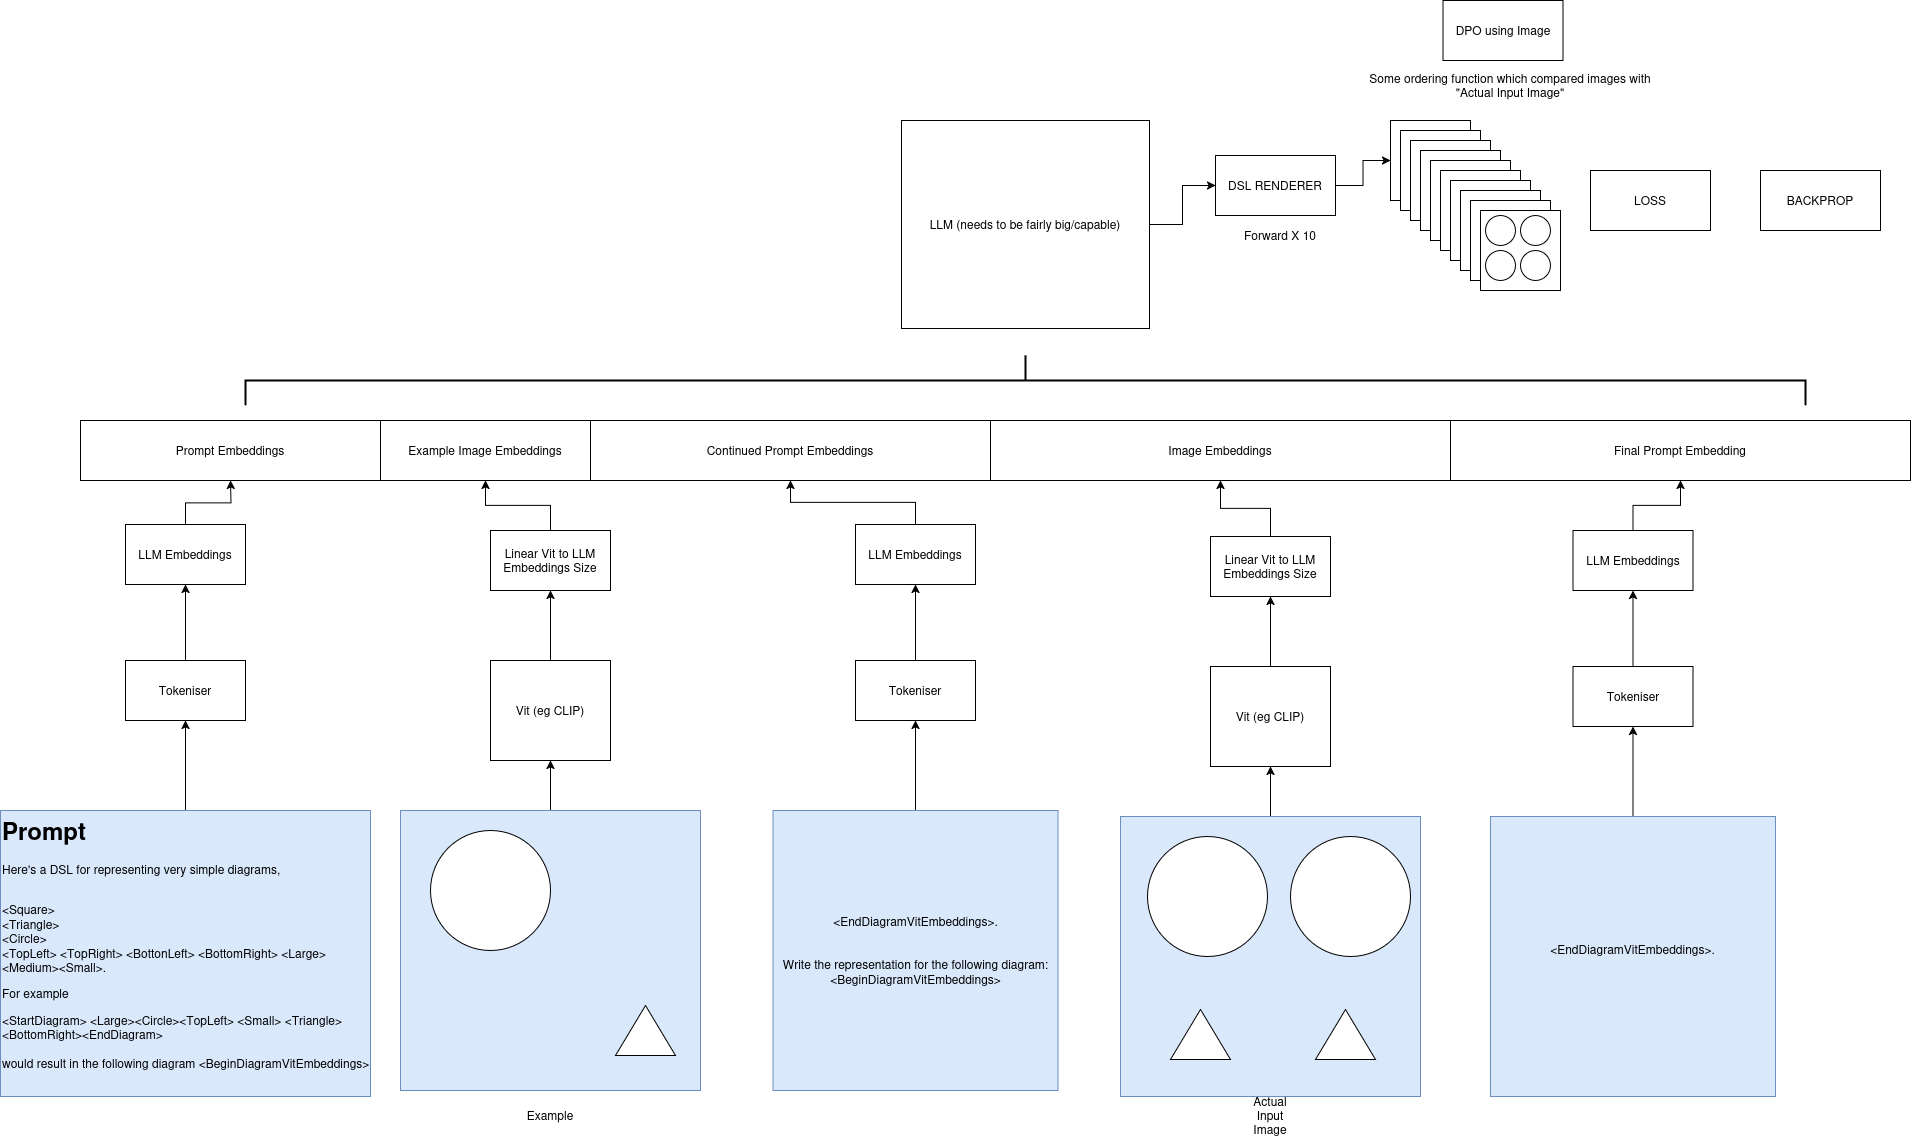 DPO using Image
Some ordering function which compared images with
"Actual Input Image"
LLM (needs to be fairly big/capable)
DSL RENDERER
Forward X 10
LOSS
BACKPROP
Prompt Embeddings
Example Image Embeddings
Continued Prompt Embeddings
Image Embeddings
Final Prompt Embedding
LLM Embeddings
Linear Vit to LLM
Embeddings Size
LLM Embeddings
Linear Vit to LLM
Embeddings Size
LLM Embeddings
Tokeniser
Vit (eg CLIP)
Tokeniser
Vit (eg CLIP)
Tokeniser
Prompt
Here's a DSL for representing very simple diagrams,
<Square>
<Triangle>
<Circle>
<TopLeft> <TopRight> <BottonLeft> <BottomRight> <Large>
<Medium><Small>.
For example
<StartDiagram> <Large><Circle><TopLeft> <Small> <Triangle>
<BottomRight><EndDiagram>
would result in the following diagram <BeginDiagramVitEmbeddings>
Example
<EndDiagramVitEmbeddings>.
Write the representation for the following diagram:
<BeginDiagramVitEmbeddings>
Actual
Input
Image
<EndDiagramVitEmbeddings>.